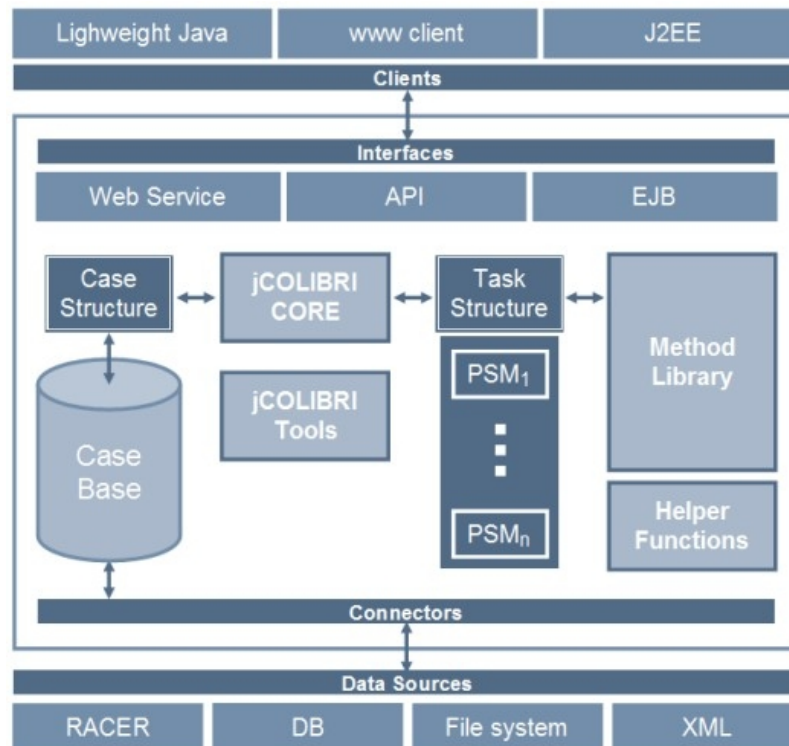 Lighweight Java
www client
J2EE
Clients
Interfaces
Web Service
API
EJB
Case
Structure
jCOLIBRI
CORE
Task
Structure
Method
Library
PSM1
jCOLIBRI
Tools
Case
Base
PSMn
Helper
Functions
Connectors
Data Sources
RACER
DB
File system
XML